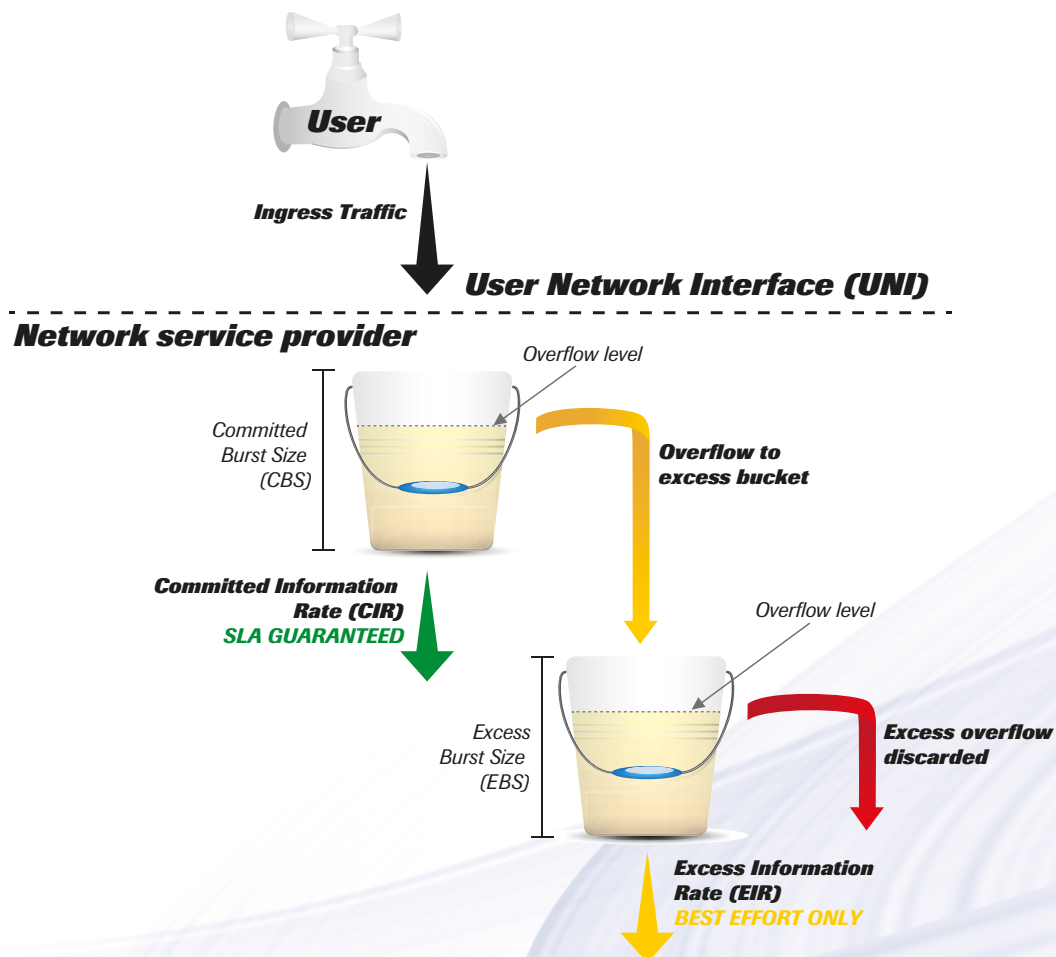 User
Ingress Traffic
User Network Interface (UNI)
Network service provider
Overflow level
Committed
Burst Size
(CBS)
Overflow to
excess bucket
Committed Information
Rate (CIR)
SLA GUARANTEED
Overflow level
Excess
Burst Size
(EBS)
Excess overflow
discarded
Excess Information
Rate (EIR)
BEST EFFORT ONLY